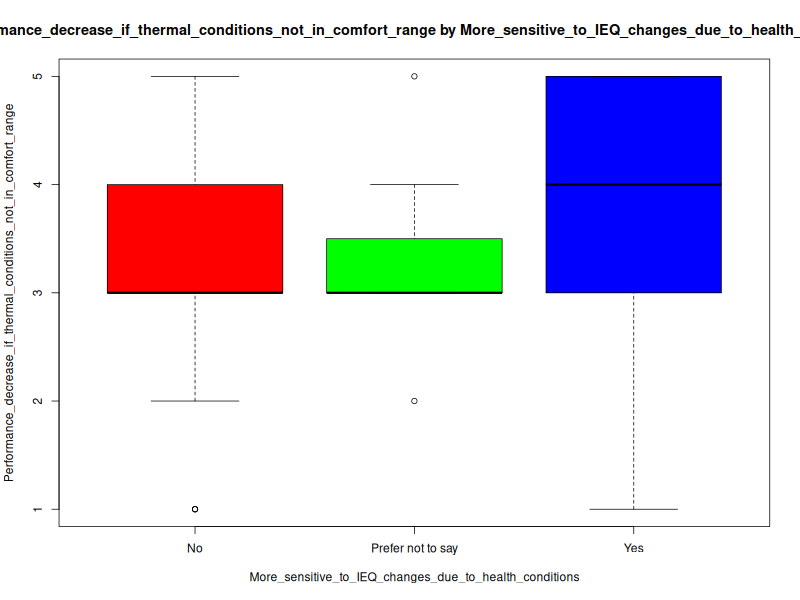 mance_decrease_if_thermal_conditions_not_in_comfort_range by More_sensitive_to_IEQ_changes_due_to_health_
Performance_decrease_if_thermal_conditions_not_in_comfort_range
5
4
3
2
1
No Prefer not to say Yes
More_sensitive_to_IEQ_changes_due_to_health_conditions